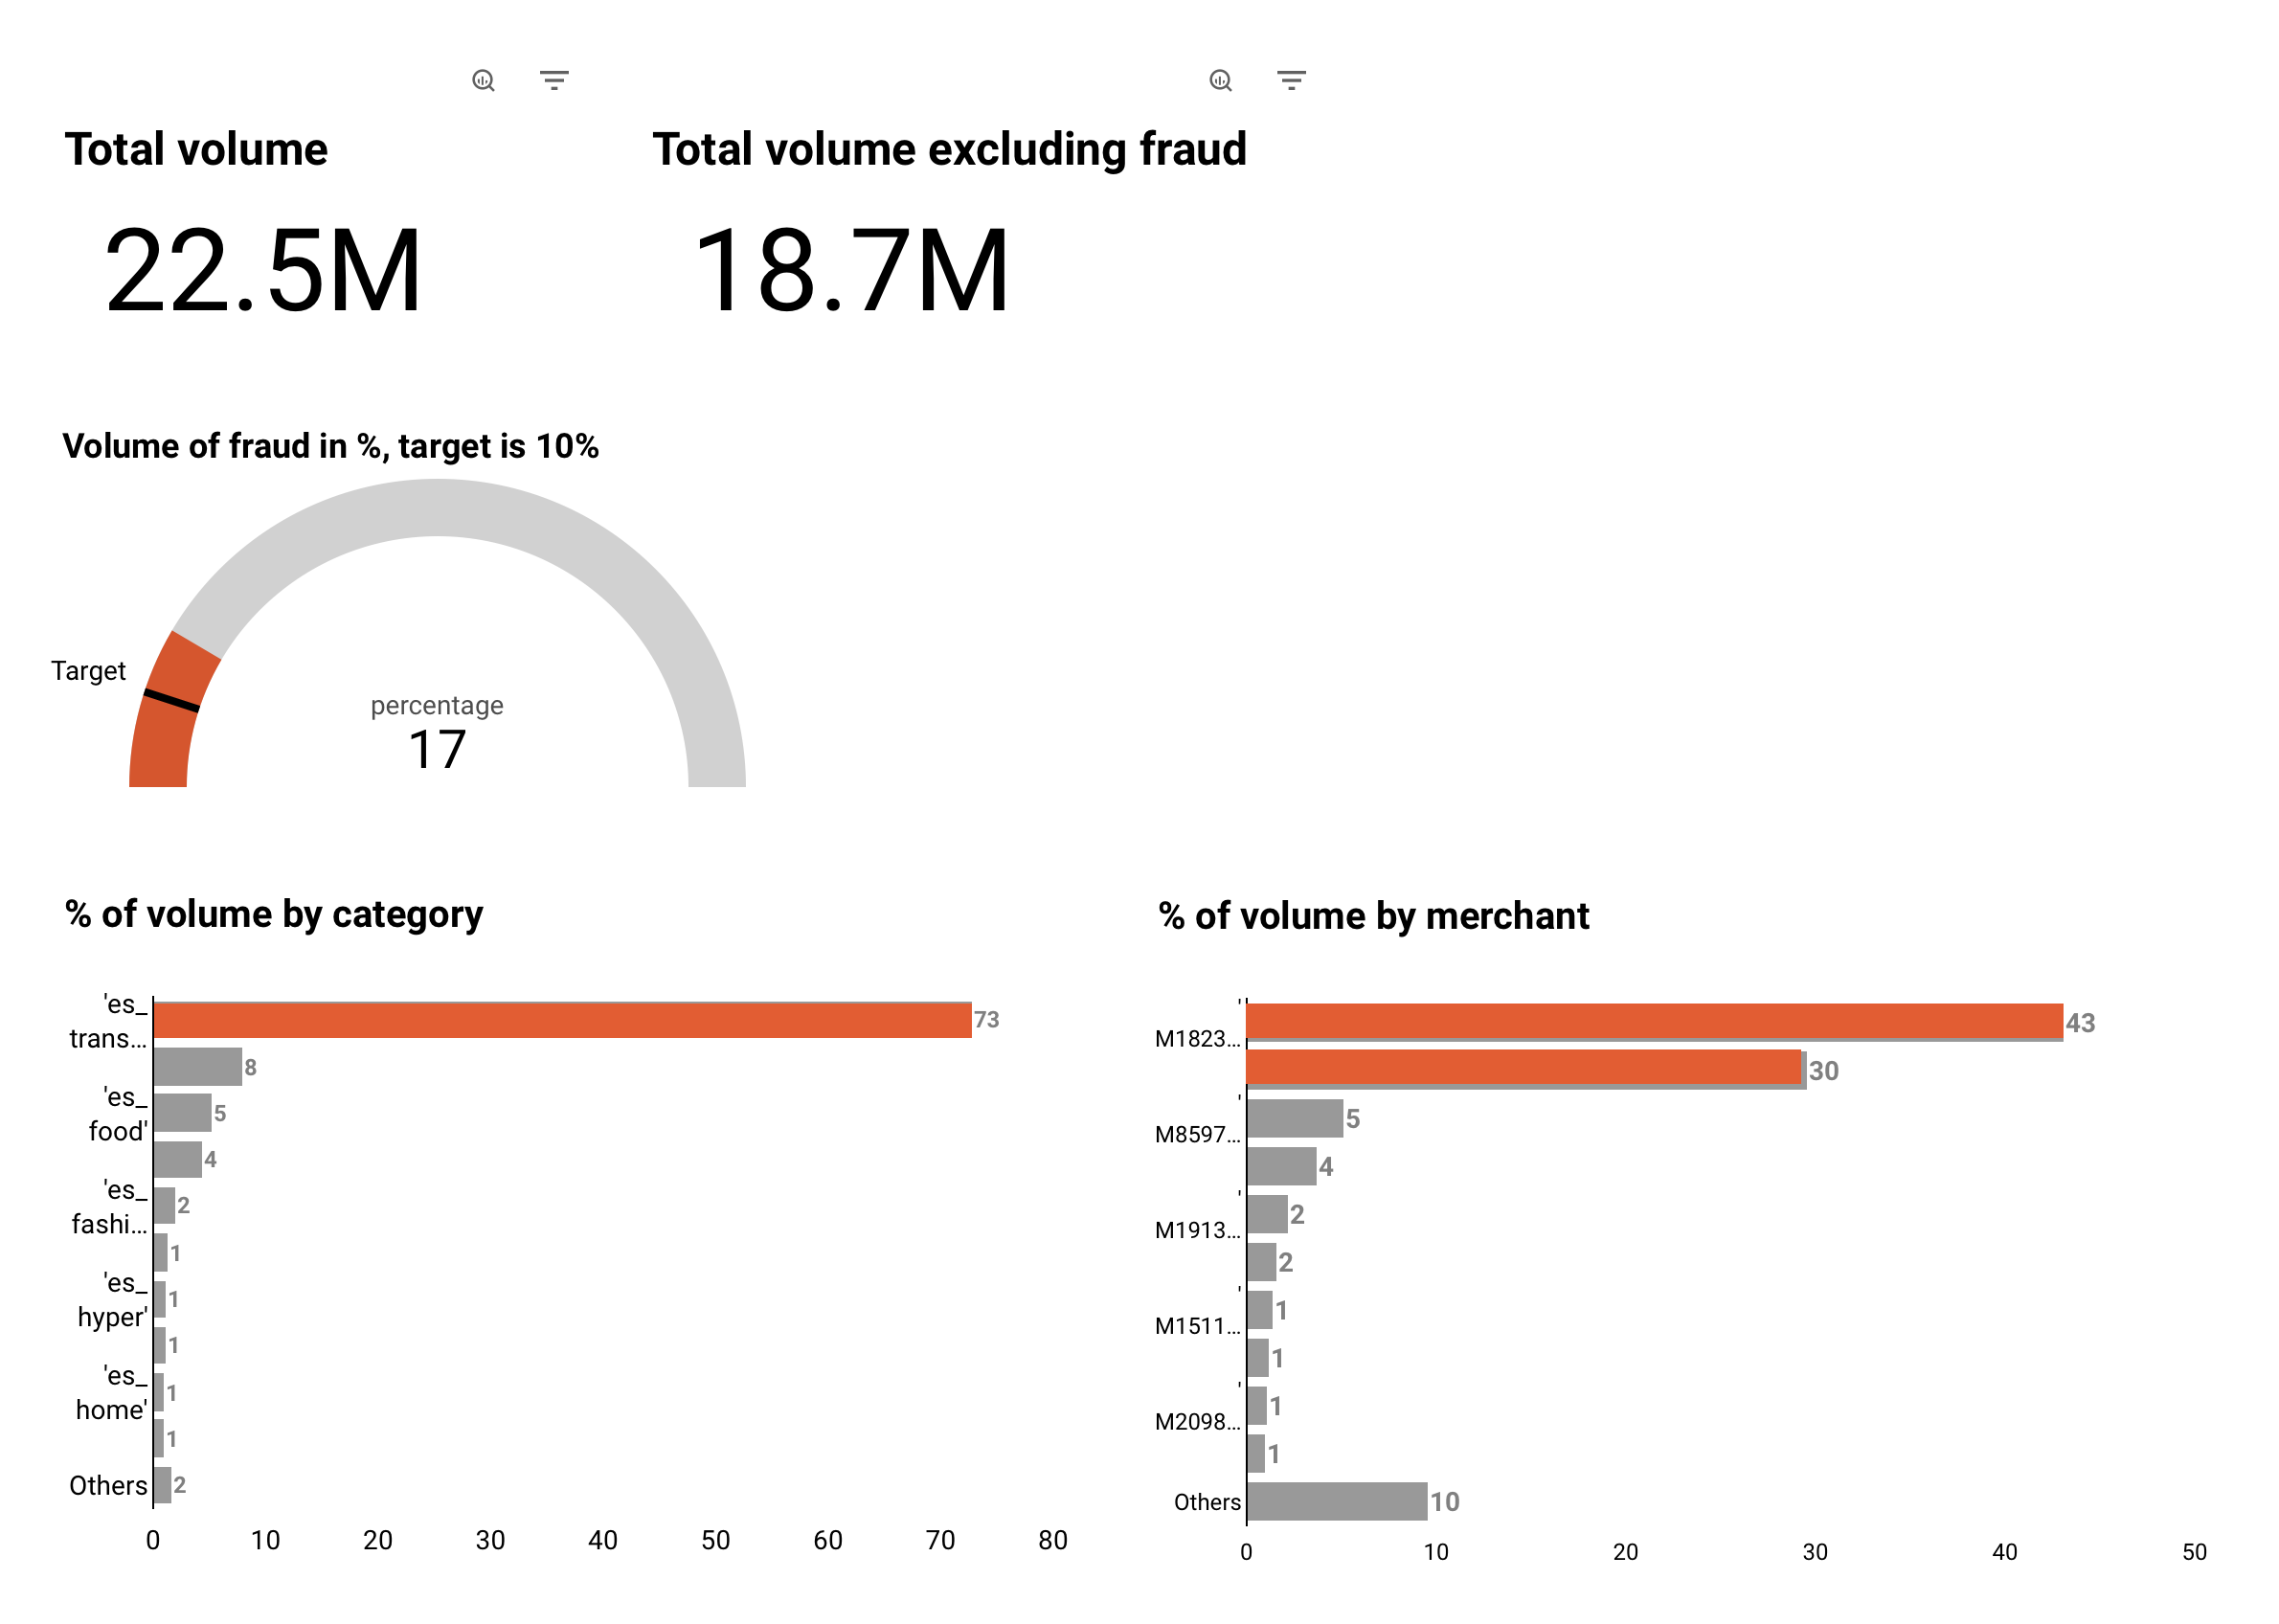 Total volume
Total volume excluding fraud
22.5M
18.7M
Volume of fraud in %, target is 10%
Target
percentage
17
% of volume by category
'es_
trans...
73
8
'es_
food'
5
4
'es_
fashi...
2
1
'es_
hyper'
1
1
'es_
home'
1
1
Others
2
0 10 20 30 40 50 60 70 80
% of volume by merchant
'
M1823...
43
30
'
M8597...
5
4
'
M1913...
2
2
'
M1511...
1
1
'
M2098...
1
1
Others
10
0 10 20 30 40 50